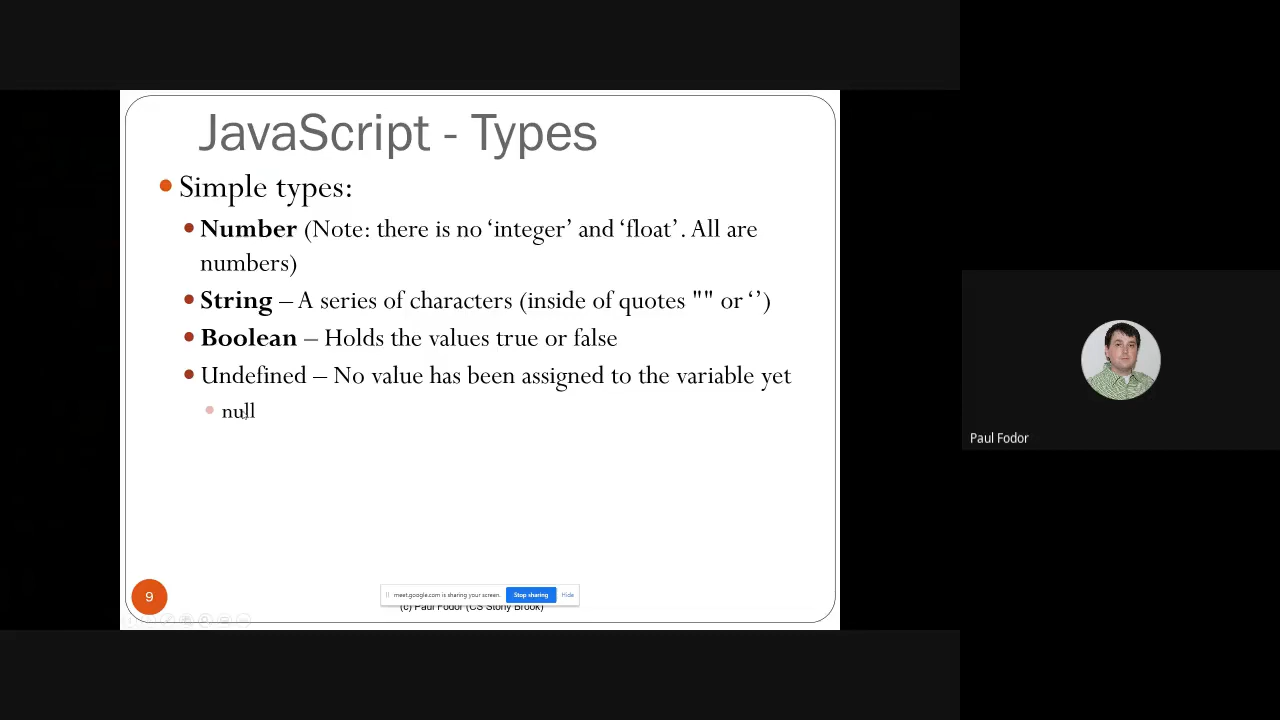 JavaScript - Types
Simple types:
Number (Note: there is no ‘integer’ and ‘float’. All are
numbers)
String – A series of characters (inside of quotes "" or ‘’)
Boolean – Holds the values true or false
Undefined – No value has been assigned to the variable yet
null
9
meet.google.com is sharing your screen. Stop sharing Hide
(c) Paul Fodor (CS Stony Brook)
Paul Fodor